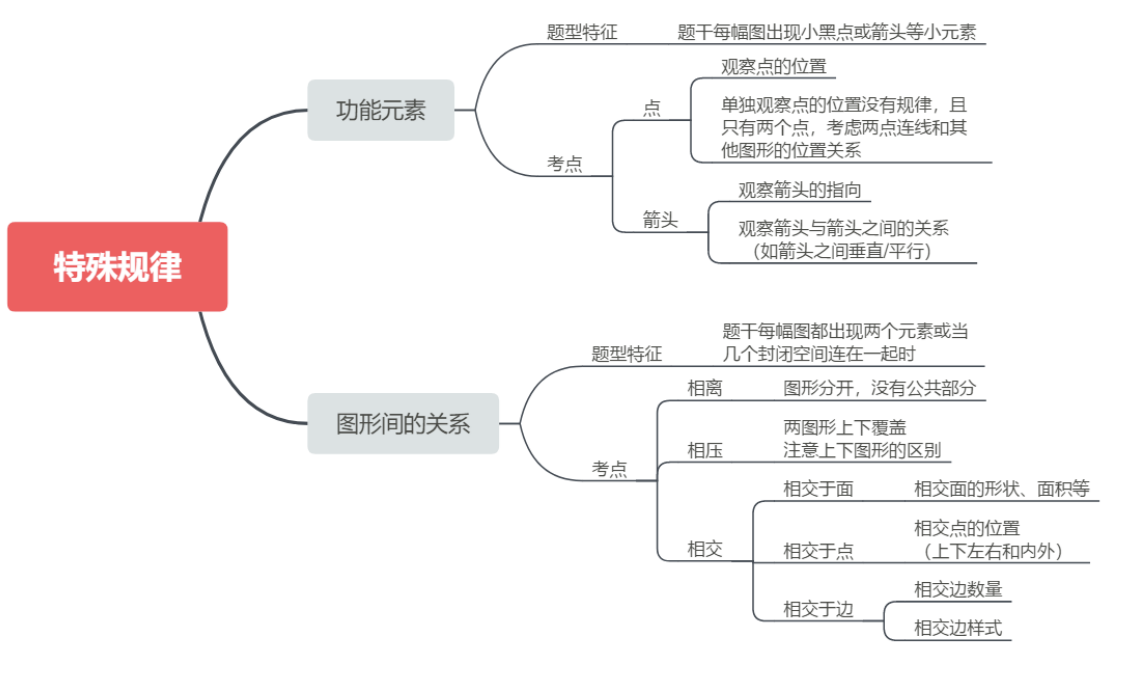 特殊规律
功能元素
题型特征
题干每幅图出现小黑点或箭头等小元素
考点
点
观察点的位置
单独观察点的位置没有规律，且
只有两个点，考虑两点连线和其
他图形的位置关系
箭头
观察箭头的指向
观察箭头与箭头之间的关系
（如箭头之间垂直/平行）
图形间的关系
题型特征
题干每幅图都出现两个元素或当
几个封闭空间连在一起时
考点
相离
图形分开，没有公共部分
相压
两图形上下覆盖
注意上下图形的区别
相交
相交于面
相交面的形状、面积等
相交于点
相交点的位置
（上下左右和内外）
相交于边
相交边数量
相交边样式